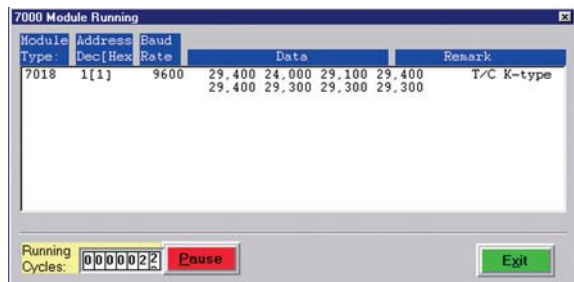 7000 Module Running
Module Address Baud
Type: Dec[Hex Rate Data Remark
7018 1[1] 9600 29,400 24,000 29,100 29,400 T/C K-type
29,400 29,300 29,300 29,300
Running
Cycles: 0000022 Pause Exit